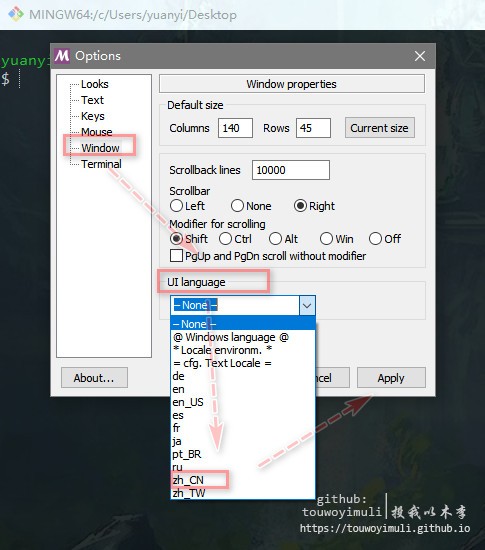 MINGW64:/c/Users/yuanyi/Desktop
yuanyi
$
Options
Looks
Text
Keys
Mouse
Window
Terminal
Window properties
Default size
Columns 140 Rows 45 Current size
Scrollback lines 10000
Scrollbar
Left None Right
Modifier for scrolling
Shift Ctrl Alt Win Off
PgUp and PgDn scroll without modifier
UI language
– None –
– None –
@ Windows language @
* Locale environm. *
= cfg. Text Locale =
de
en
en_US
es
fr
ja
pt_BR
ru
zh_CN
zh_TW
About... Apply
github:
touwoyimuli |投我以木李
https://touwoyimuli.github.io